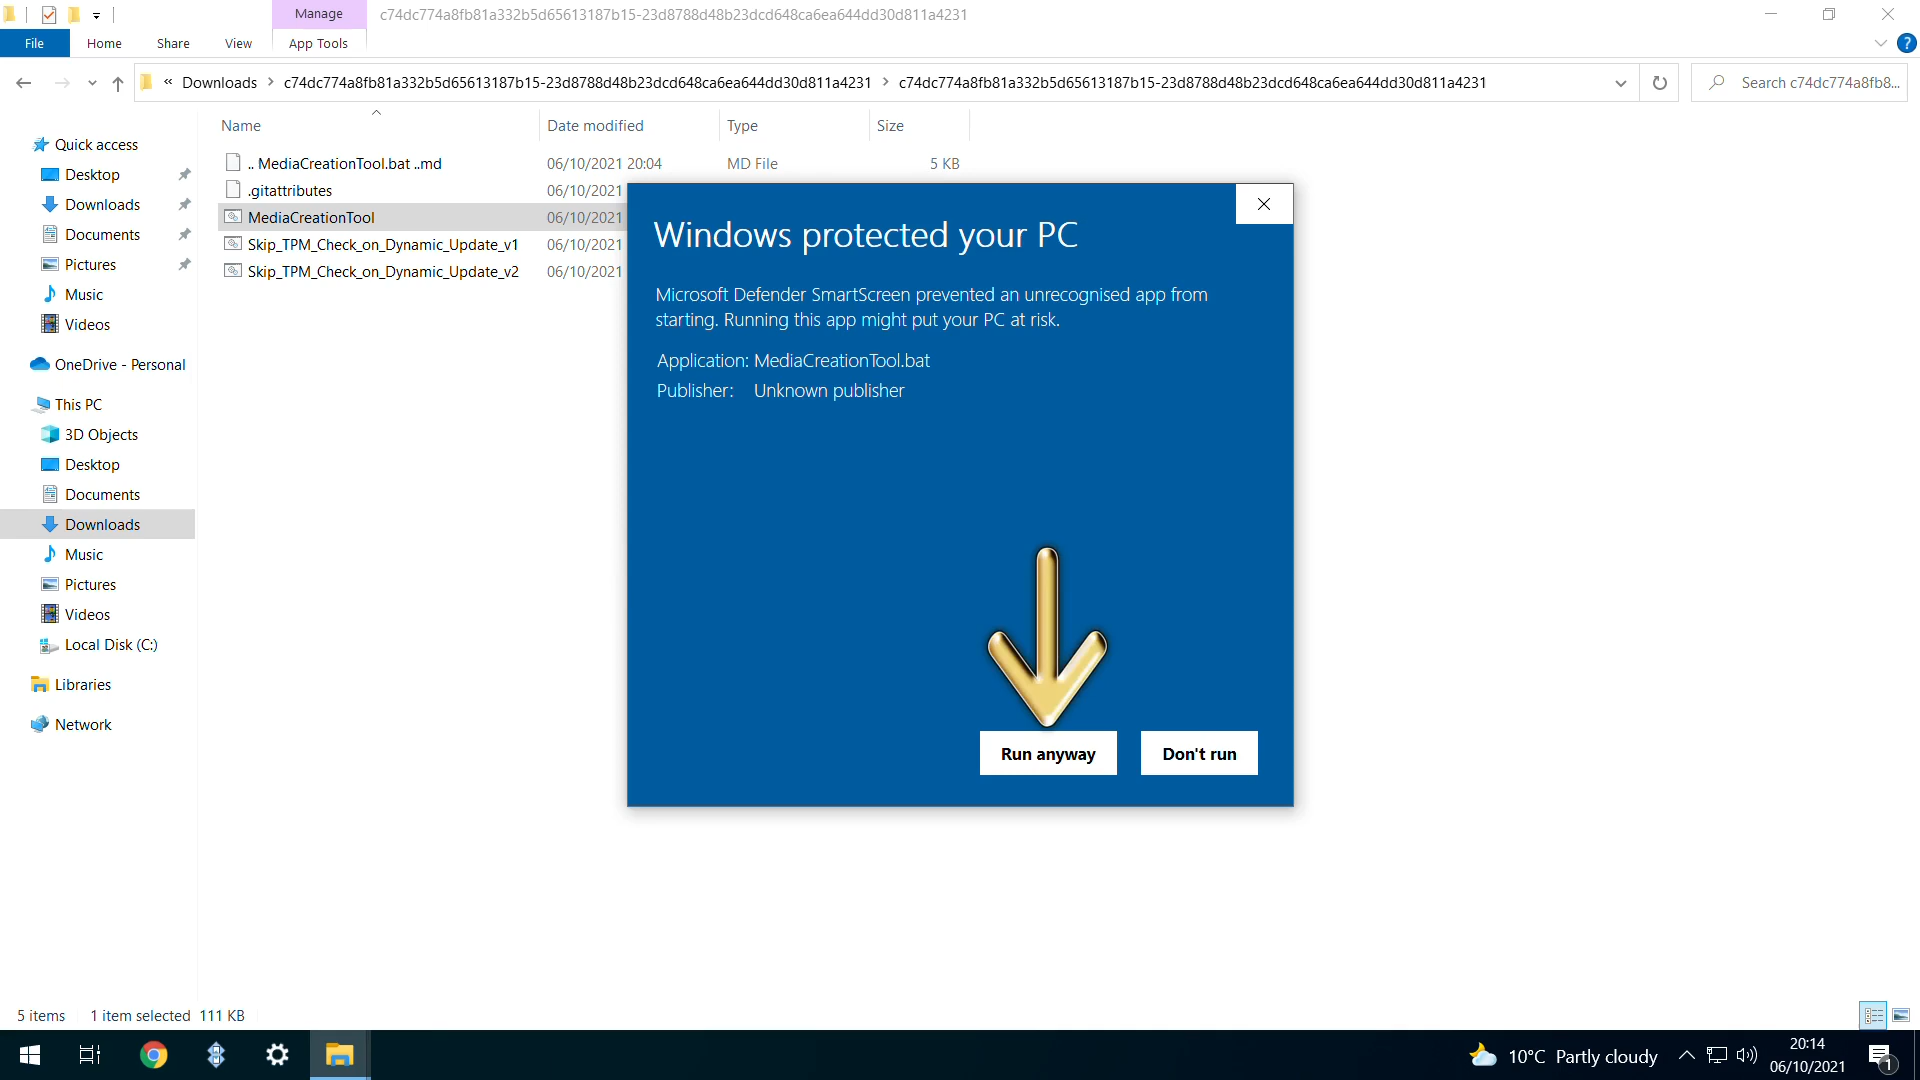 Manage
c74dc774a8fb81a332b5d65613187b15-23d8788d48b23dcd648ca6ea644dd30d811a4231
File
Home
Share
View
App Tools
?
« Downloads > c74dc774a8fb81a332b5d65613187b15-23d8788d48b23dcd648ca6ea644dd30d811a4231 > c74dc774a8fb81a332b5d65613187b15-23d8788d48b23dcd648ca6ea644dd30d811a4231
Search c74dc774a8fb8...
Name
Date modified
Type
Size
.. MediaCreationTool.bat ..md 06/10/2021 20:04 MD File 5 KB
.gitattributes 06/10/2021
MediaCreationTool 06/10/2021
Skip_TPM_Check_on_Dynamic_Update_v1 06/10/2021
Skip_TPM_Check_on_Dynamic_Update_v2 06/10/2021
Quick access
Desktop
Downloads
Documents
Pictures
Music
Videos
OneDrive - Personal
This PC
3D Objects
Desktop
Documents
Downloads
Music
Pictures
Videos
Local Disk (C:)
Libraries
Network
Windows protected your PC
Microsoft Defender SmartScreen prevented an unrecognised app from
starting. Running this app might put your PC at risk.
Application: MediaCreationTool.bat
Publisher: Unknown publisher
Run anyway
Don't run
5 items
1 item selected 111 KB
10°C Partly cloudy
20:14
06/10/2021
1